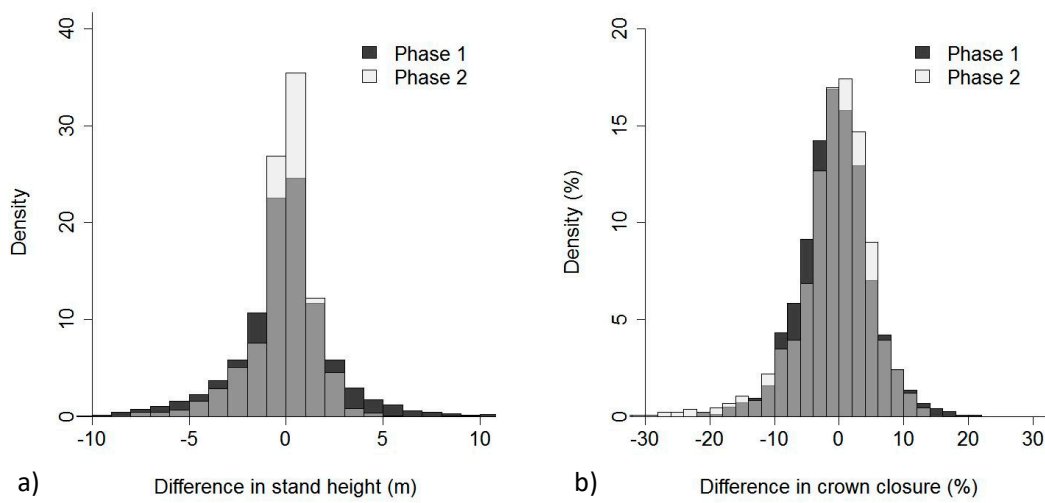 Density
40
30
20
10
0
-10 -5 0 5 10
Phase 1
Phase 2
a) Difference in stand height (m)
Density (%)
20
15
10
5
0
-30 -20 -10 0 10 20 30
Phase 1
Phase 2
b) Difference in crown closure (%)